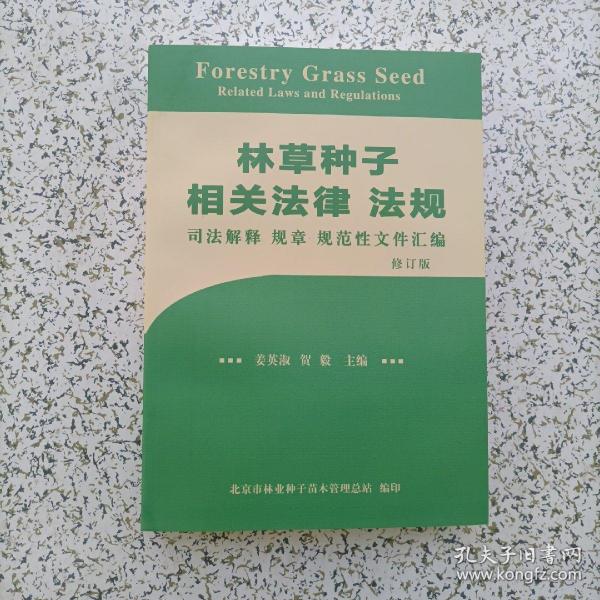 Forestry Grass Seed
Related Laws and Regulations
林草种子
相关法律 法规
司法解释 规章 规范性文件汇编
修订版
姜英淑 贺 毅 主编
北京市林业种子苗木管理总站 编印
孔夫子旧书网
www.kongfz.com